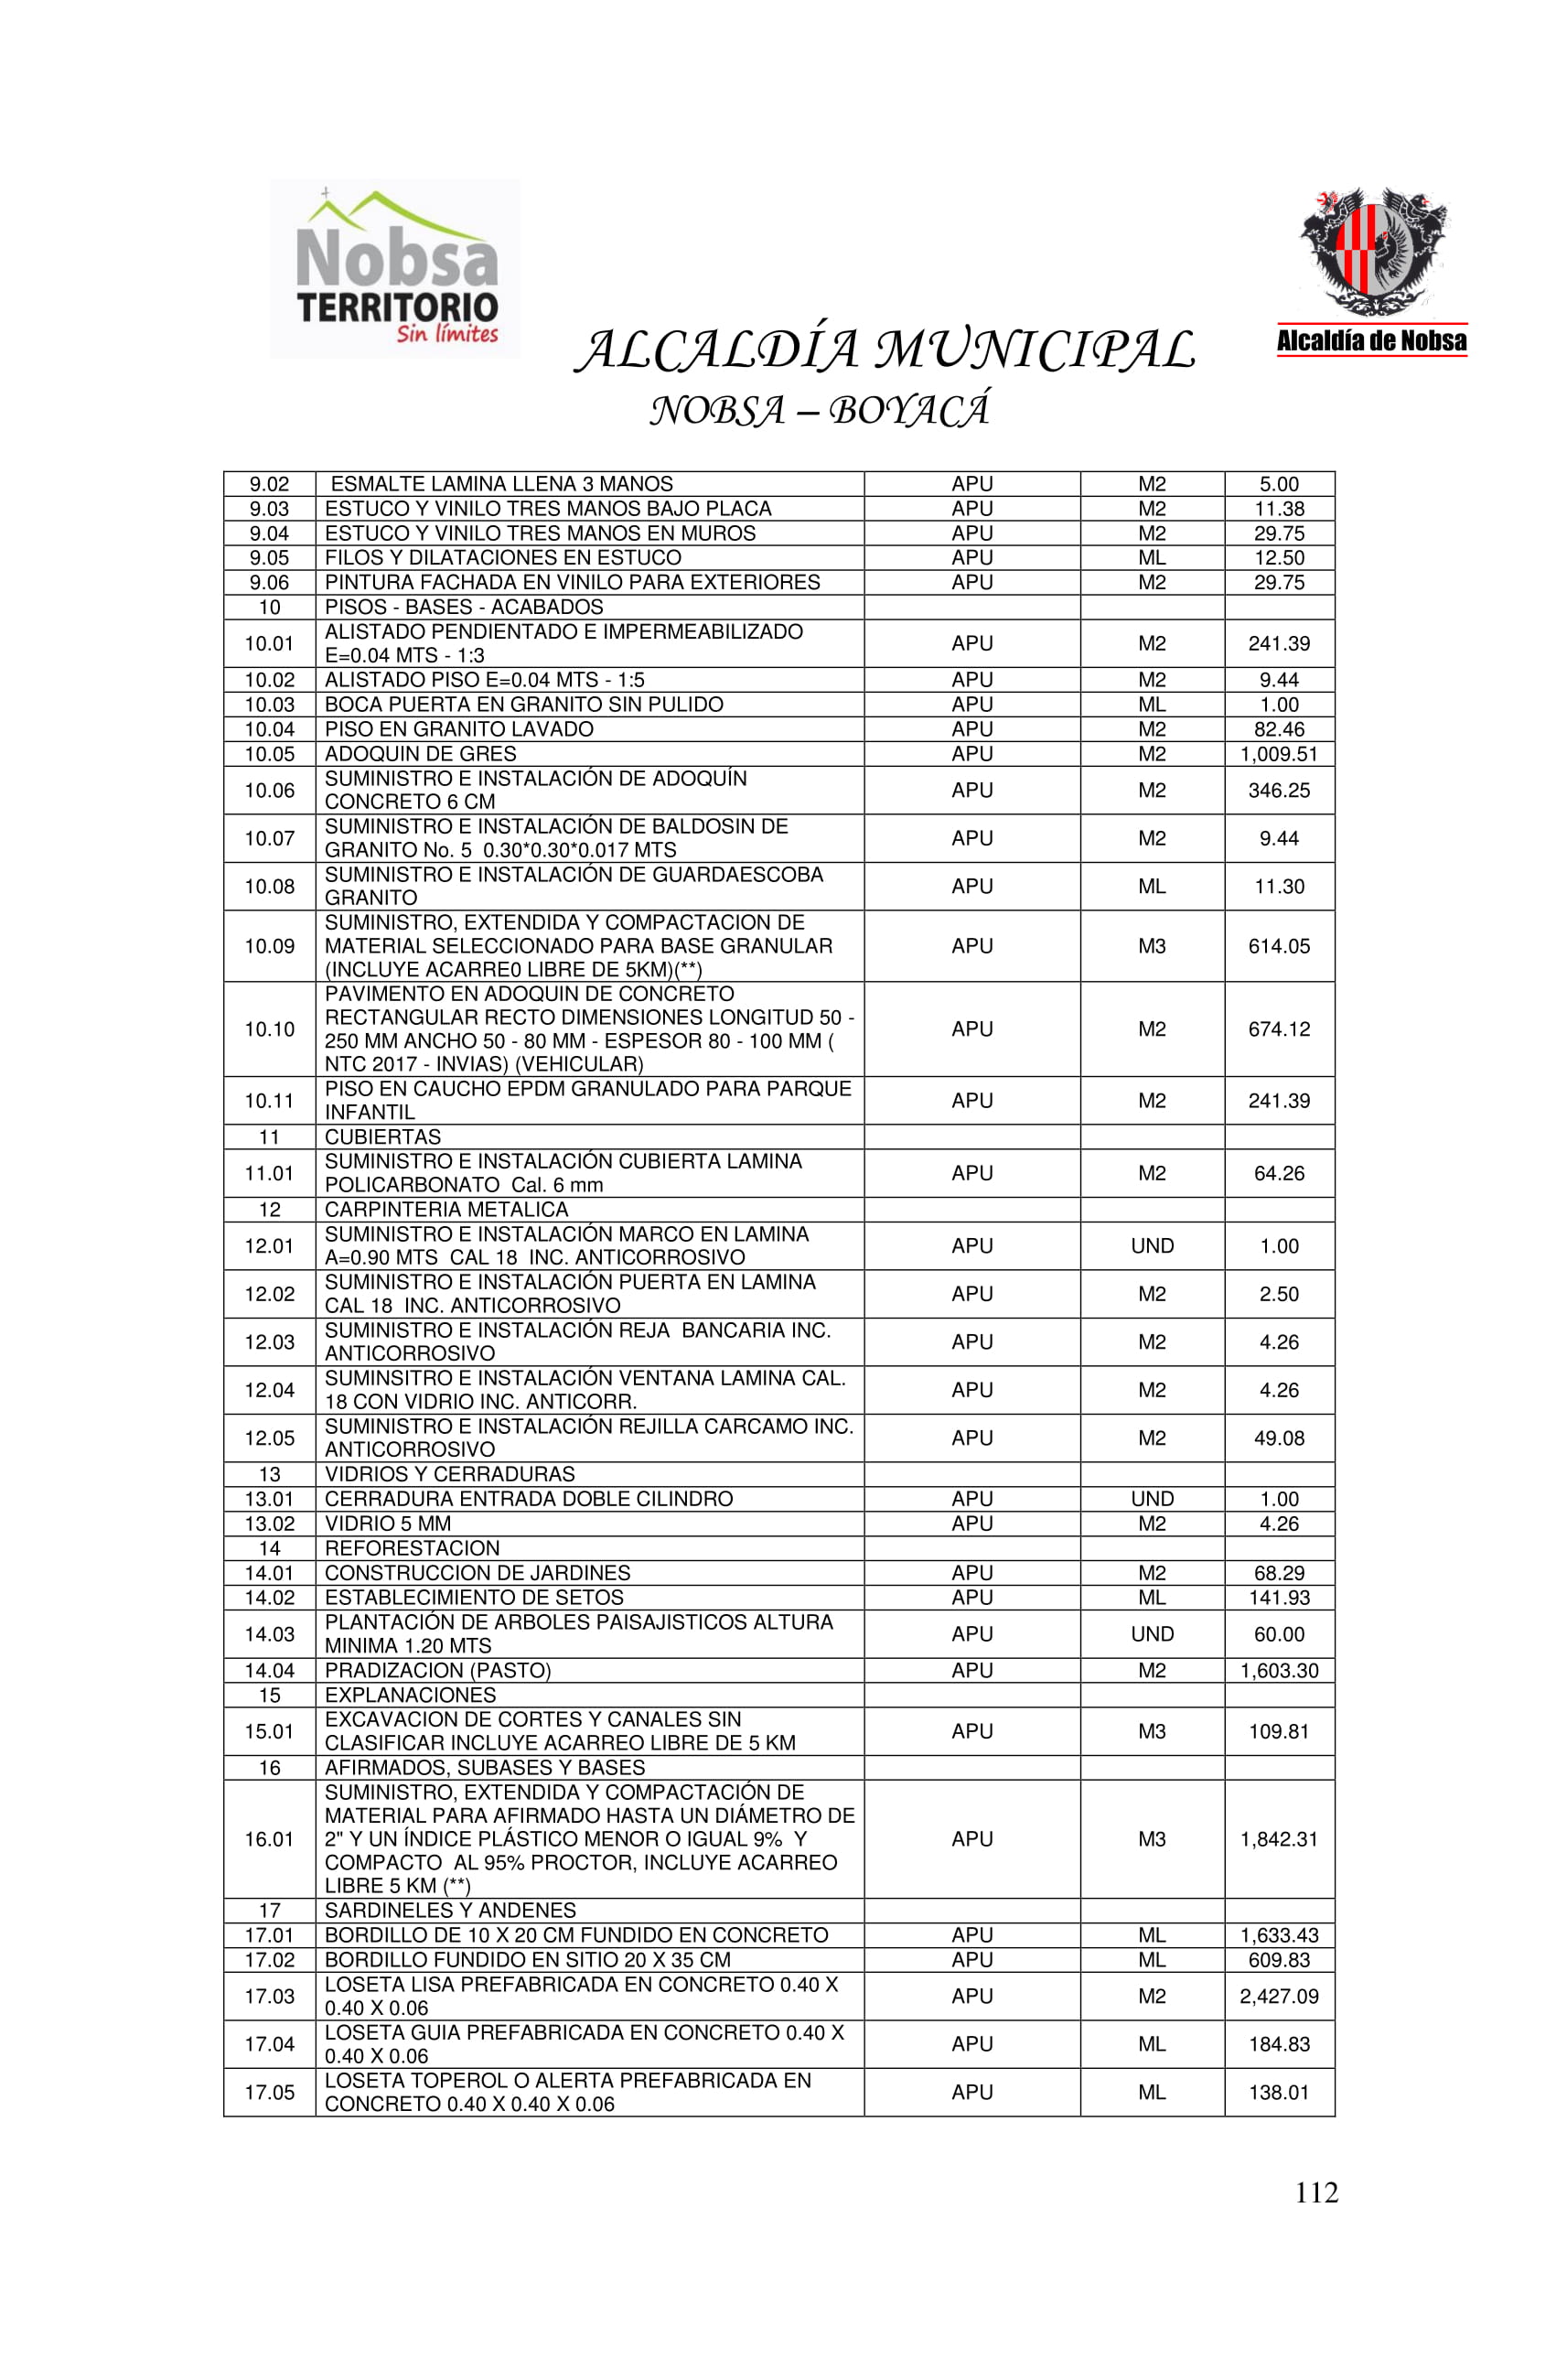 Nobsa
TERRITORIO
Sin límites
Alcaldía de Nobsa
ALCALDÍA MUNICIPAL
NOBSA – BOYACÁ
9.02 ESMALTE LAMINA LLENA 3 MANOS APU M2 5.00
9.03 ESTUCO Y VINILO TRES MANOS BAJO PLACA APU M2 11.38
9.04 ESTUCO Y VINILO TRES MANOS EN MUROS APU M2 29.75
9.05 FILOS Y DILATACIONES EN ESTUCO APU ML 12.50
9.06 PINTURA FACHADA EN VINILO PARA EXTERIORES APU M2 29.75
10 PISOS - BASES - ACABADOS
10.01 ALISTADO PENDIENTADO E IMPERMEABILIZADO
E=0.04 MTS - 1:3 APU M2 241.39
10.02 ALISTADO PISO E=0.04 MTS - 1:5 APU M2 9.44
10.03 BOCA PUERTA EN GRANITO SIN PULIDO APU ML 1.00
10.04 PISO EN GRANITO LAVADO APU M2 82.46
10.05 ADOQUIN DE GRES APU M2 1,009.51
10.06 SUMINISTRO E INSTALACIÓN DE ADOQUÍN
CONCRETO 6 CM APU M2 346.25
10.07 SUMINISTRO E INSTALACIÓN DE BALDOSIN DE
GRANITO No. 5 0.30*0.30*0.017 MTS APU M2 9.44
10.08 SUMINISTRO E INSTALACIÓN DE GUARDAESCOBA
GRANITO APU ML 11.30
10.09 SUMINISTRO, EXTENDIDA Y COMPACTACION DE
MATERIAL SELECCIONADO PARA BASE GRANULAR
(INCLUYE ACARRE0 LIBRE DE 5KM)(**) APU M3 614.05
10.10 PAVIMENTO EN ADOQUIN DE CONCRETO
RECTANGULAR RECTO DIMENSIONES LONGITUD 50 -
250 MM ANCHO 50 - 80 MM - ESPESOR 80 - 100 MM (
NTC 2017 - INVIAS) (VEHICULAR) APU M2 674.12
10.11 PISO EN CAUCHO EPDM GRANULADO PARA PARQUE
INFANTIL APU M2 241.39
11 CUBIERTAS
11.01 SUMINISTRO E INSTALACIÓN CUBIERTA LAMINA
POLICARBONATO Cal. 6 mm APU M2 64.26
12 CARPINTERIA METALICA
12.01 SUMINISTRO E INSTALACIÓN MARCO EN LAMINA
A=0.90 MTS CAL 18 INC. ANTICORROSIVO APU UND 1.00
12.02 SUMINISTRO E INSTALACIÓN PUERTA EN LAMINA
CAL 18 INC. ANTICORROSIVO APU M2 2.50
12.03 SUMINISTRO E INSTALACIÓN REJA BANCARIA INC.
ANTICORROSIVO APU M2 4.26
12.04 SUMINSITRO E INSTALACIÓN VENTANA LAMINA CAL.
18 CON VIDRIO INC. ANTICORR. APU M2 4.26
12.05 SUMINISTRO E INSTALACIÓN REJILLA CARCAMO INC.
ANTICORROSIVO APU M2 49.08
13 VIDRIOS Y CERRADURAS
13.01 CERRADURA ENTRADA DOBLE CILINDRO APU UND 1.00
13.02 VIDRIO 5 MM APU M2 4.26
14 REFORESTACION
14.01 CONSTRUCCION DE JARDINES APU M2 68.29
14.02 ESTABLECIMIENTO DE SETOS APU ML 141.93
14.03 PLANTACIÓN DE ARBOLES PAISAJISTICOS ALTURA
MINIMA 1.20 MTS APU UND 60.00
14.04 PRADIZACION (PASTO) APU M2 1,603.30
15 EXPLANACIONES
15.01 EXCAVACION DE CORTES Y CANALES SIN
CLASIFICAR INCLUYE ACARREO LIBRE DE 5 KM APU M3 109.81
16 AFIRMADOS, SUBASES Y BASES
16.01 SUMINISTRO, EXTENDIDA Y COMPACTACIÓN DE
MATERIAL PARA AFIRMADO HASTA UN DIÁMETRO DE
2" Y UN ÍNDICE PLÁSTICO MENOR O IGUAL 9% Y
COMPACTO AL 95% PROCTOR, INCLUYE ACARREO
LIBRE 5 KM (**) APU M3 1,842.31
17 SARDINELES Y ANDENES
17.01 BORDILLO DE 10 X 20 CM FUNDIDO EN CONCRETO APU ML 1,633.43
17.02 BORDILLO FUNDIDO EN SITIO 20 X 35 CM APU ML 609.83
17.03 LOSETA LISA PREFABRICADA EN CONCRETO 0.40 X
0.40 X 0.06 APU M2 2,427.09
17.04 LOSETA GUIA PREFABRICADA EN CONCRETO 0.40 X
0.40 X 0.06 APU ML 184.83
17.05 LOSETA TOPEROL O ALERTA PREFABRICADA EN
CONCRETO 0.40 X 0.40 X 0.06 APU ML 138.01
112